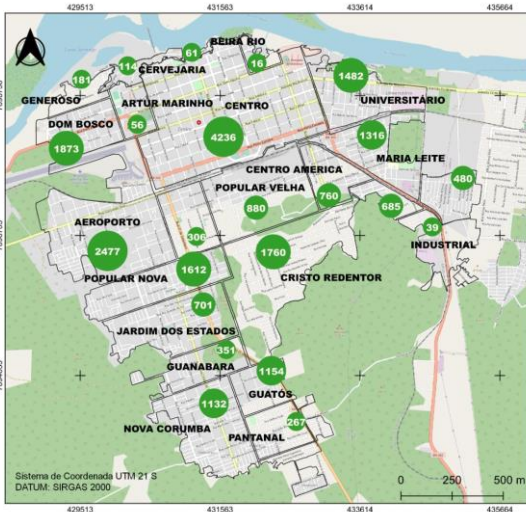 429513 431563 433614 435664
BEIRA RIO
61
114
16
CERVEJARIA
1482
181
GENEROSO
ARTUR MARINHO
CENTRO
UNIVERSITÁRIO
DOM BOSCO
56
1873
4236
1316
MARIA LEITE
CENTRO AMERICA
480
POPULAR VELHA
760
880
685
AEROPORTO
39
306
INDUSTRIAL
2477
1760
1612
POPULAR NOVA
CRISTO REDENTOR
701
JARDIM DOS ESTADOS
351
GUANABARA
1154
GUATÓS
1132
267
NOVA CORUMBA
PANTANAL
Sistema de Coordenada UTM 21 S
DATUM: SIRGAS 2000
0 250 500 m
429513 431563 433614 435664